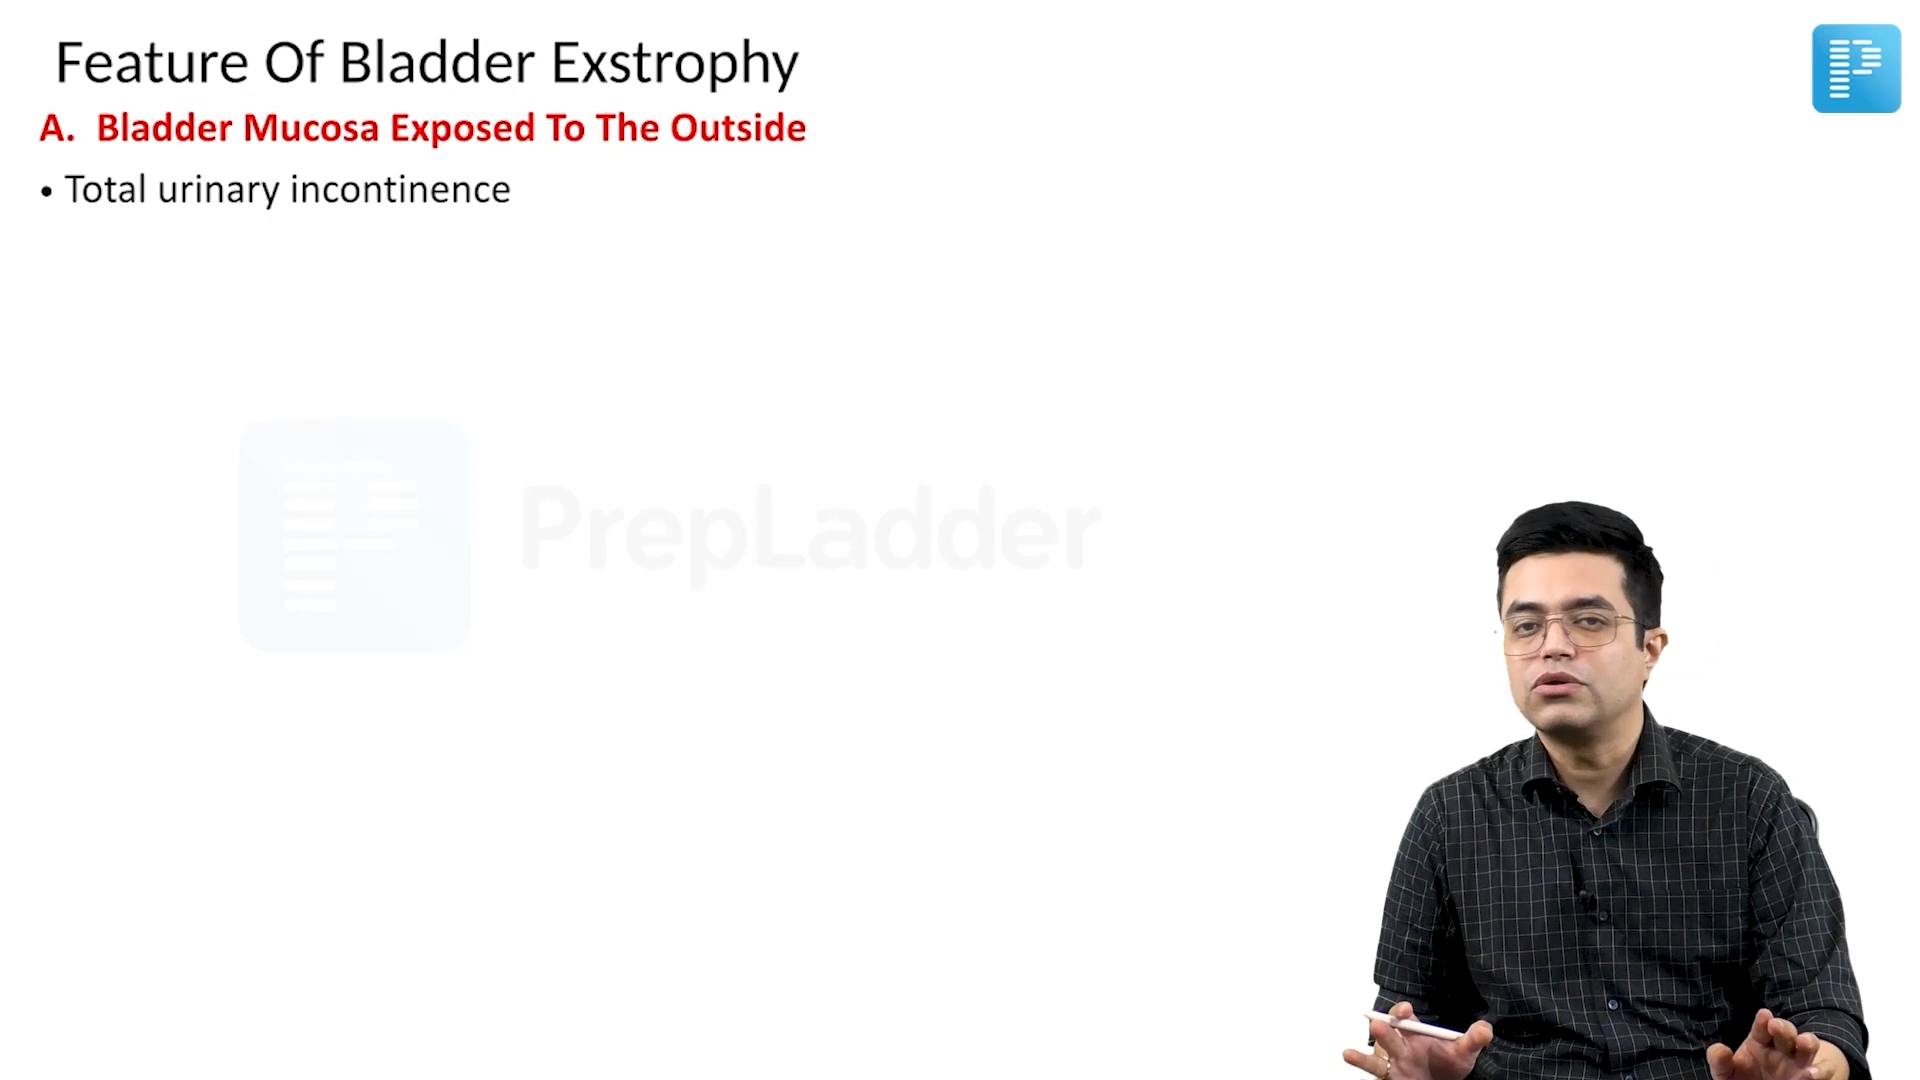 Feature Of Bladder Exstrophy
A. Bladder Mucosa Exposed To The Outside
• Total urinary incontinence
PrepLadder